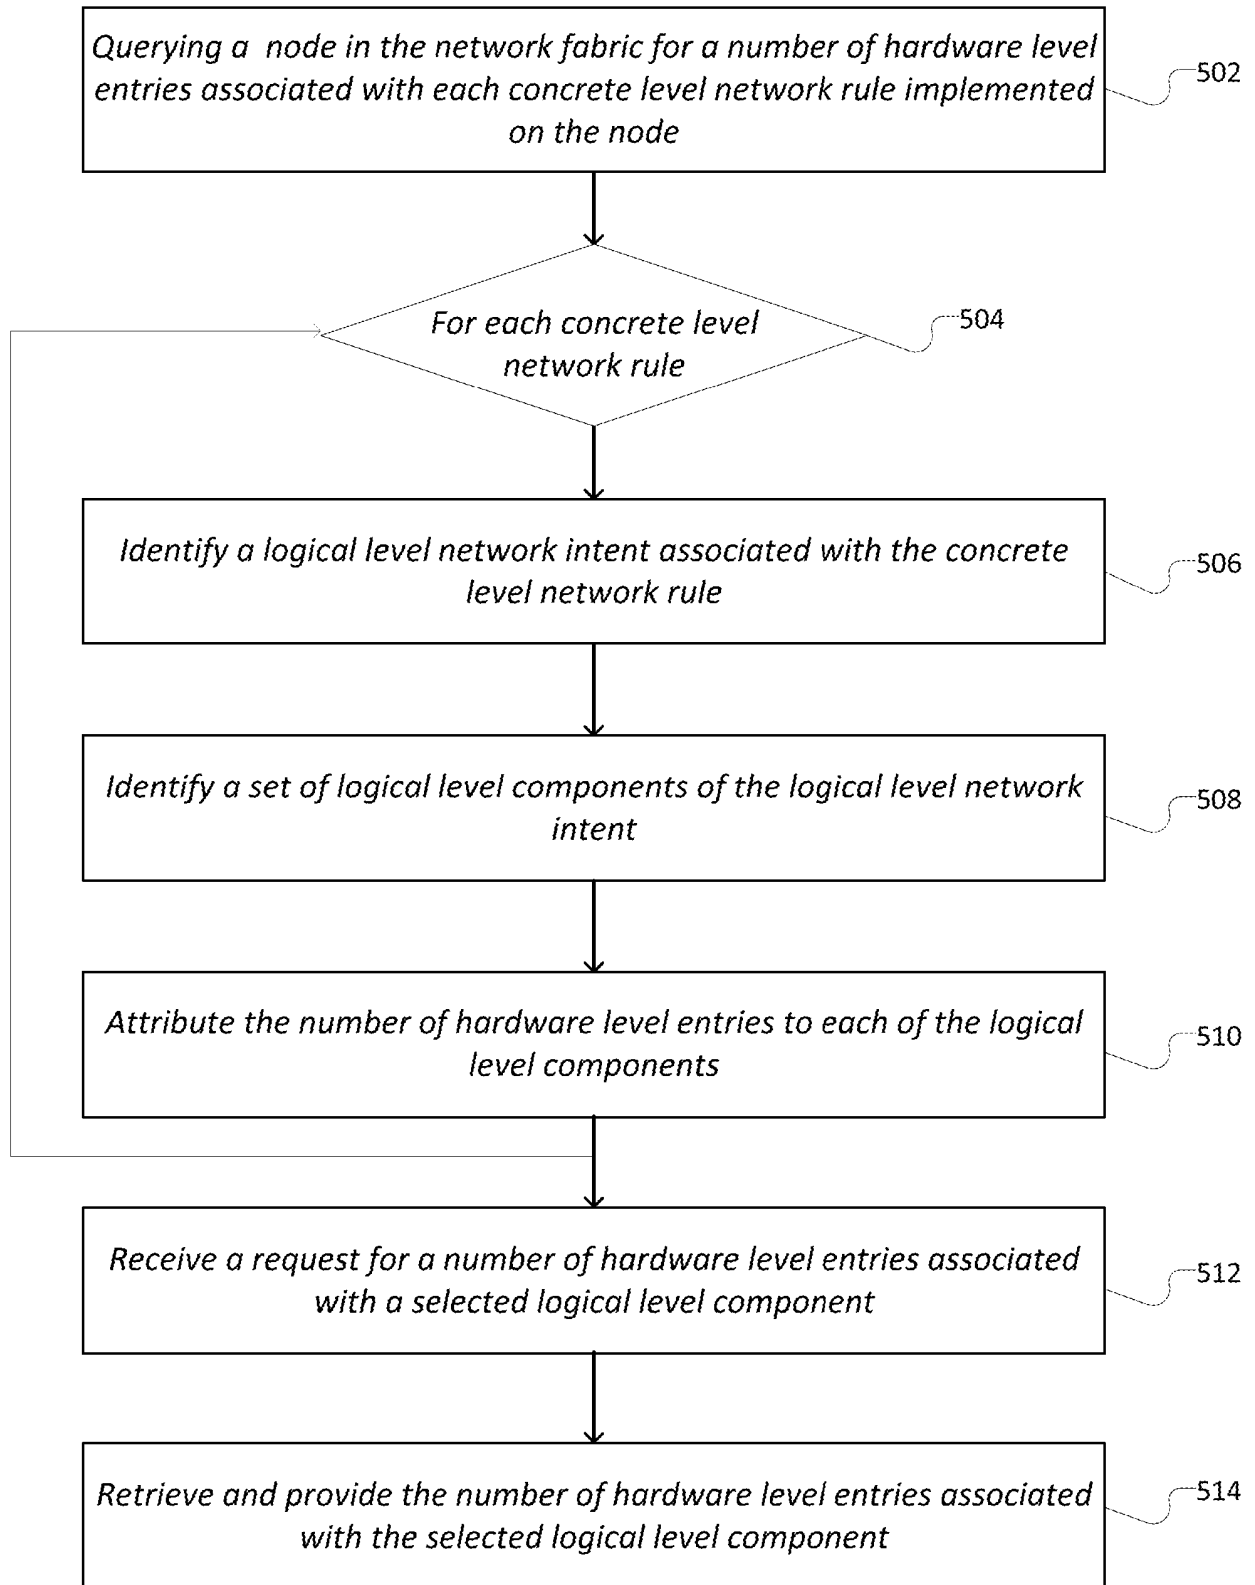 Querying a node in the network fabric for a number of hardware level
entries associated with each concrete level network rule implemented
on the node
502
For each concrete level
network rule
504
Identify a logical level network intent associated with the concrete
level network rule
506
Identify a set of logical level components of the logical level network
intent
508
Attribute the number of hardware level entries to each of the logical
level components
510
Receive a request for a number of hardware level entries associated
with a selected logical level component
512
Retrieve and provide the number of hardware level entries associated
with the selected logical level component
514